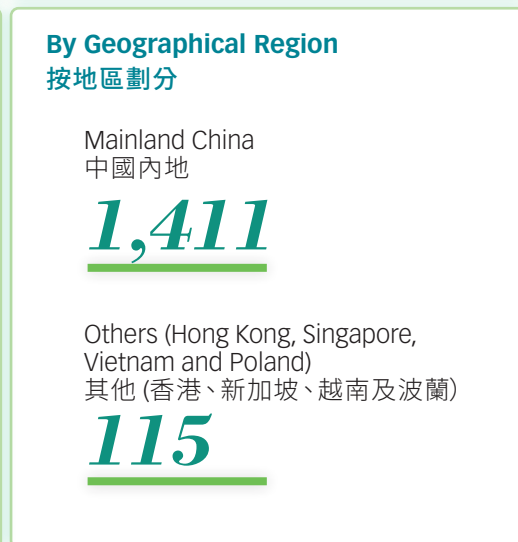 By Geographical Region
按地區劃分
Mainland China
中國內地
1,411
Others (Hong Kong, Singapore,
Vietnam and Poland)
其他 (香港、新加坡、越南及波蘭)
115